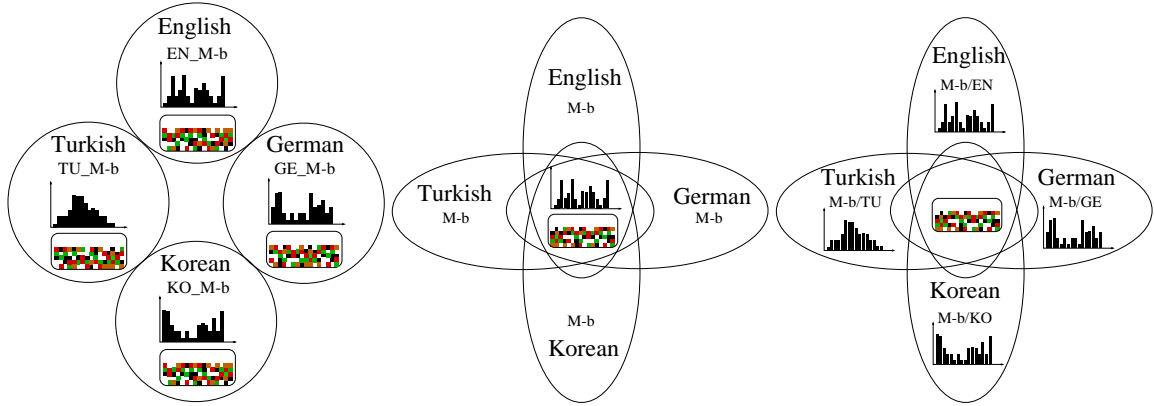 English
EN_M-b
Turkish
TU_M-b
German
GE_M-b
Korean
KO_M-b
English
M-b
Turkish
M-b
German
M-b
M-b
Korean
English
M-b/EN
Turkish
M-b/TU
German
M-b/GE
Korean
M-b/KO